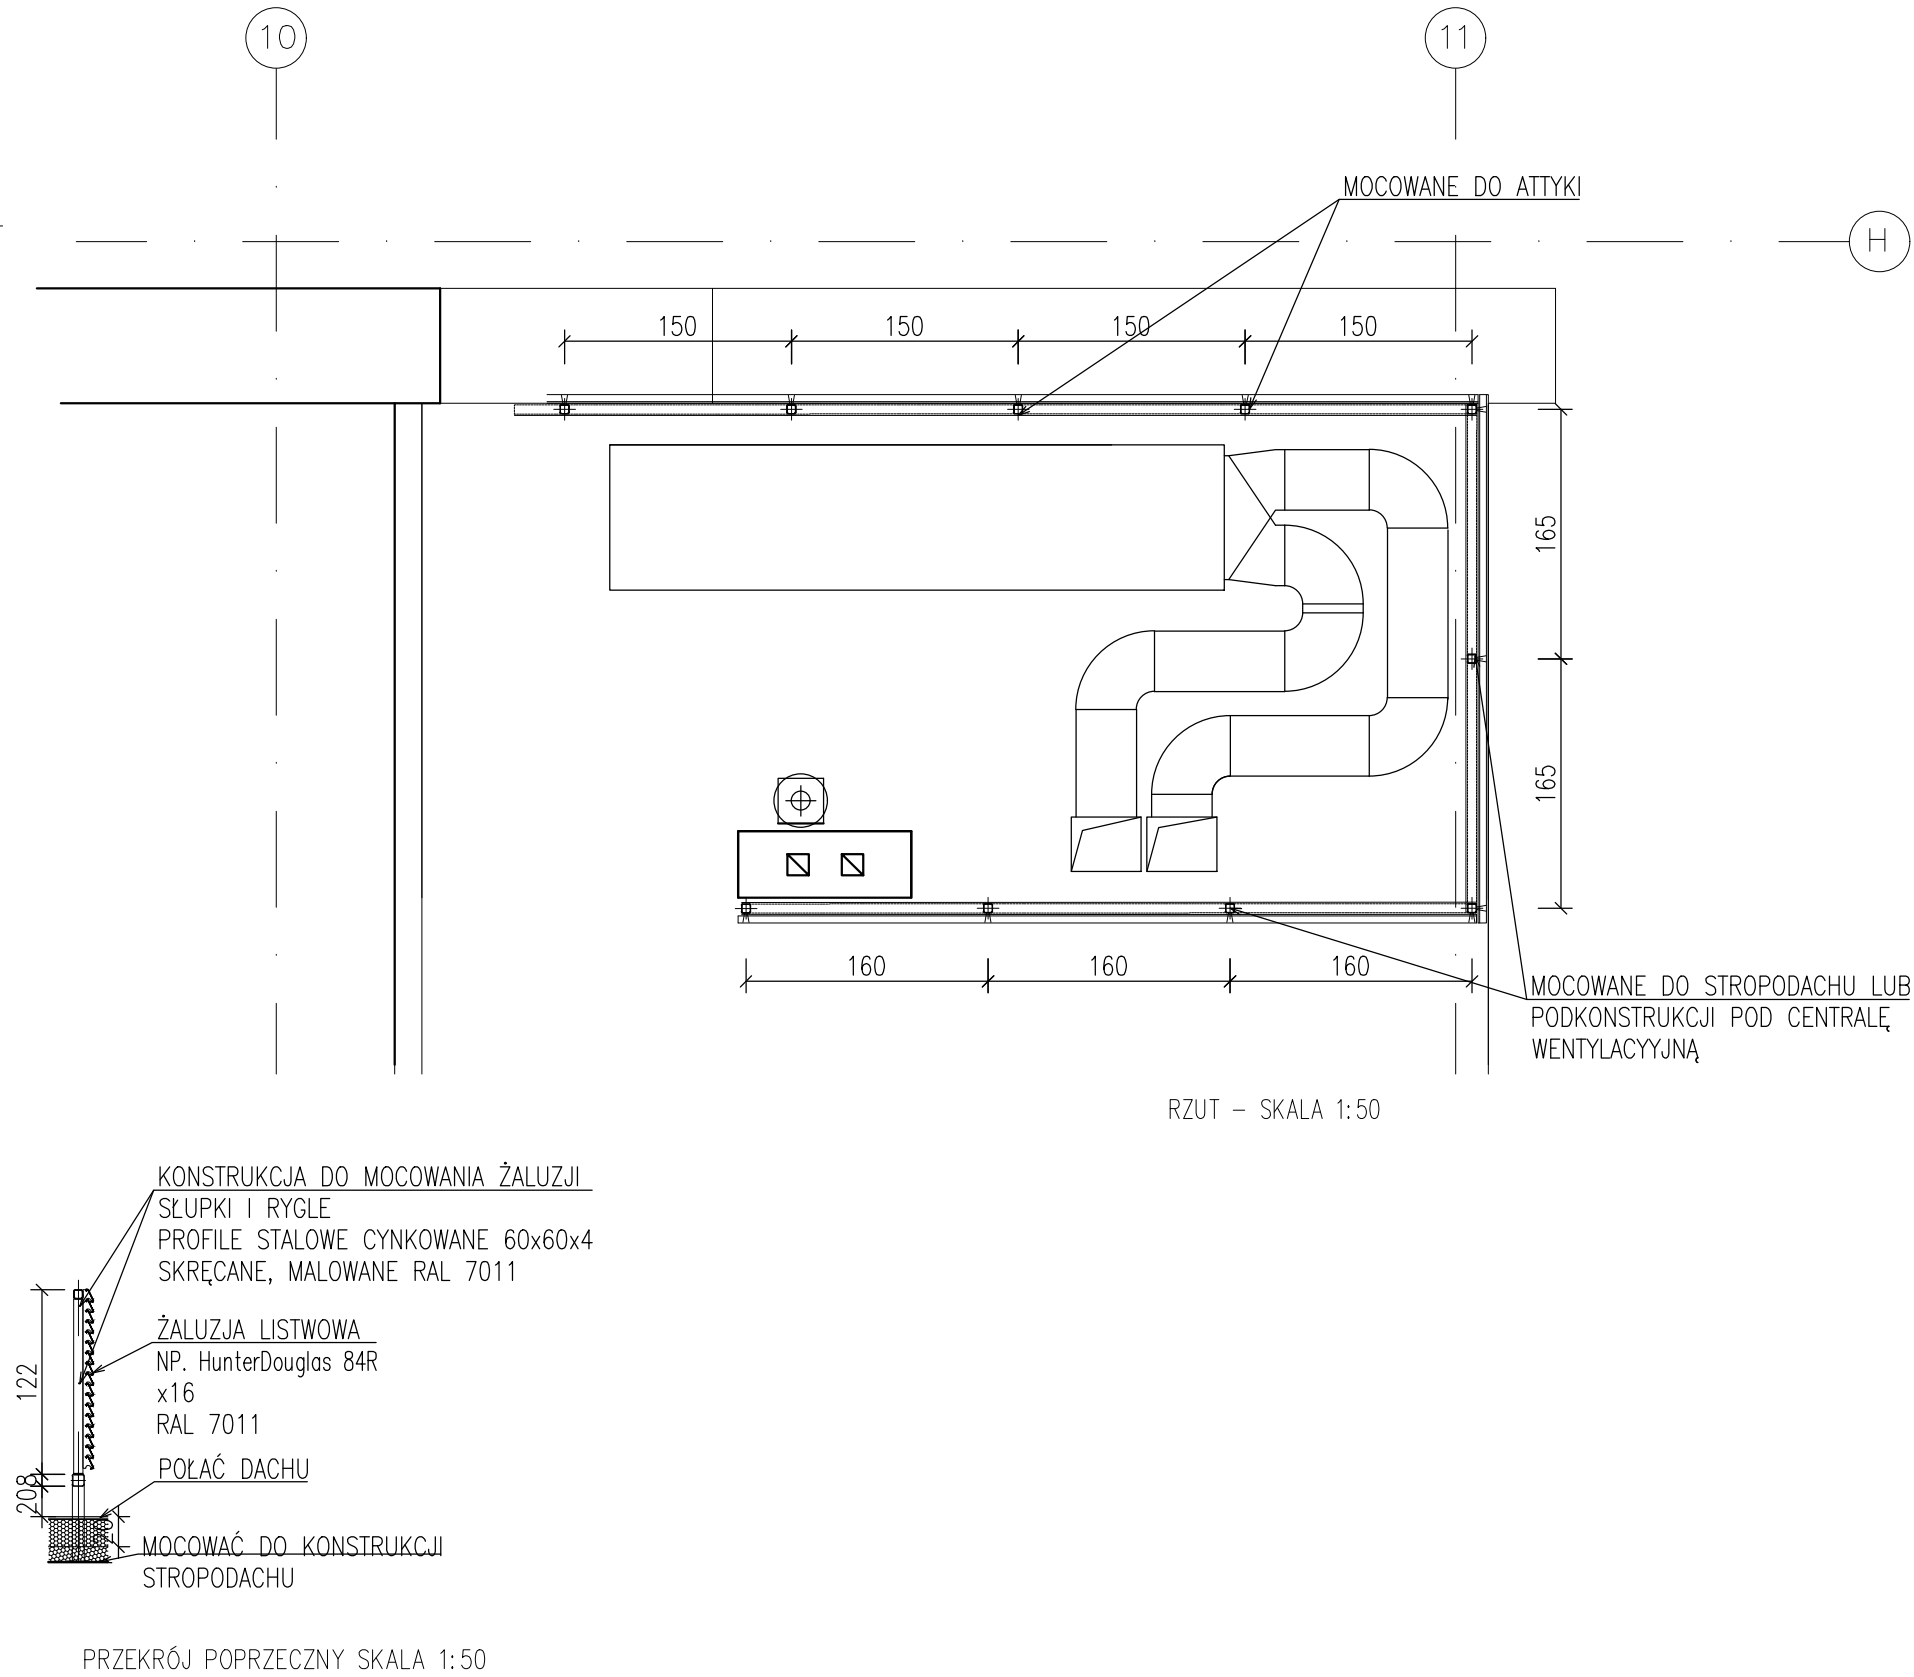 10
11
MOCOWANE DO ATTYKI
H
150
150
150
150
165
165
160
160
160
MOCOWANE DO STROPODACHU LUB
PODKONSTRUKCJI POD CENTRALĘ
WENTYLACYYJNĄ
RZUT – SKALA 1:50
KONSTRUKCJA DO MOCOWANIA ŻALUZJI
SŁUPKI I RYGLE
PROFILE STALOWE CYNKOWANE 60x60x4
SKRĘCANE, MALOWANE RAL 7011
ŻALUZJA LISTWOWA
NP. HunterDouglas 84R
x16
RAL 7011
122
POŁAĆ DACHU
8
20
MOCOWAĆ DO KONSTRUKCJI
STROPODACHU
PRZEKRÓJ POPRZECZNY SKALA 1:50